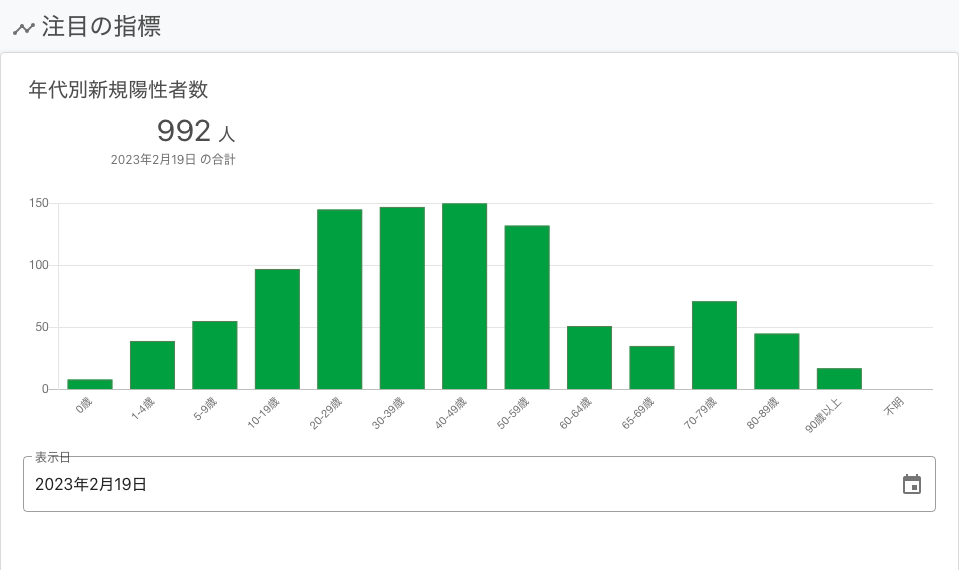 注目の指標
年代別新規陽性者数
992 人
2023年2月19日 の合計
150
100
50
0
0歳
1-4歳
5-9歳
10-19歳
20-29歳
30-39歳
40-49歳
50-59歳
60-64歳
65-69歳
70-79歳
80-89歳
90歳以上
不明
表示日
2023年2月19日